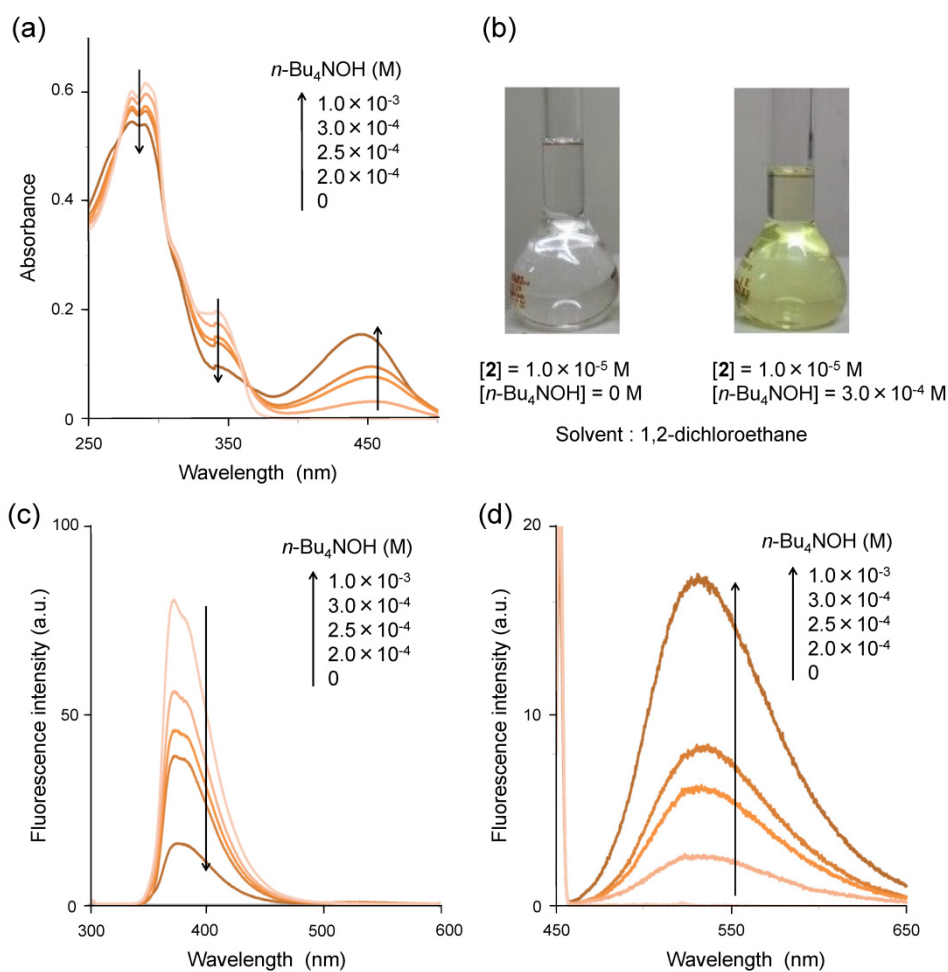 (a)
n-Bu₄NOH (M)
1.0 × 10⁻³
3.0 × 10⁻⁴
2.5 × 10⁻⁴
2.0 × 10⁻⁴
0
0.6
0.4
0.2
0
250
350
450
Absorbance
Wavelength (nm)
(b)
[2] = 1.0 × 10⁻⁵ M
[n-Bu₄NOH] = 0 M
[2] = 1.0 × 10⁻⁵ M
[n-Bu₄NOH] = 3.0 × 10⁻⁴ M
Solvent : 1,2-dichloroethane
(c)
n-Bu₄NOH (M)
1.0 × 10⁻³
3.0 × 10⁻⁴
2.5 × 10⁻⁴
2.0 × 10⁻⁴
0
100
50
0
300
400
500
600
Fluorescence intensity (a.u.)
Wavelength (nm)
(d)
n-Bu₄NOH (M)
1.0 × 10⁻³
3.0 × 10⁻⁴
2.5 × 10⁻⁴
2.0 × 10⁻⁴
0
20
10
0
450
550
650
Fluorescence intensity (a.u.)
Wavelength (nm)